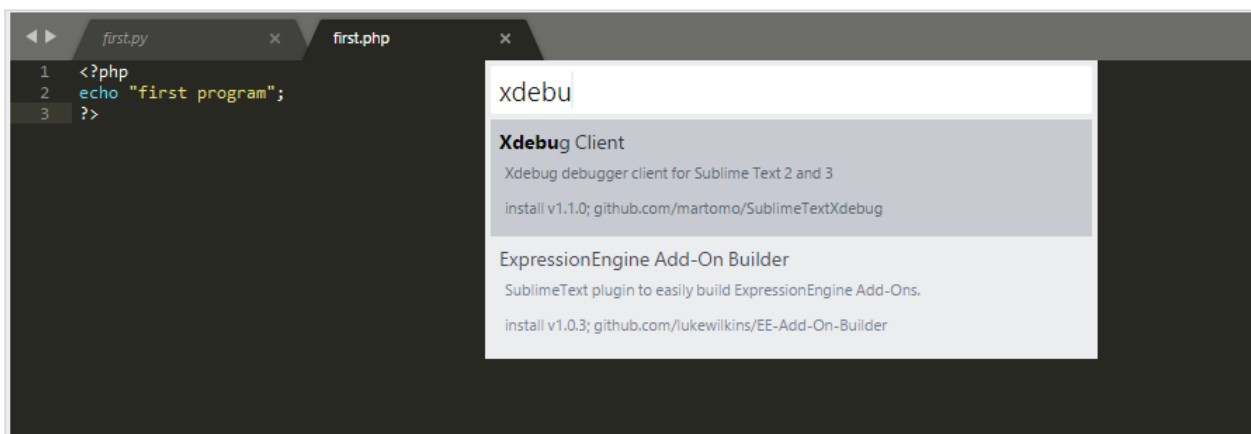 first.py
first.php
1 <?php
2 echo "first program";
3 ?>
xdebu
Xdebug Client
Xdebug debugger client for Sublime Text 2 and 3
install v1.1.0; github.com/martomo/SublimeTextXdebug
ExpressionEngine Add-On Builder
SublimeText plugin to easily build ExpressionEngine Add-Ons.
install v1.0.3; github.com/lukewilkins/EE-Add-On-Builder